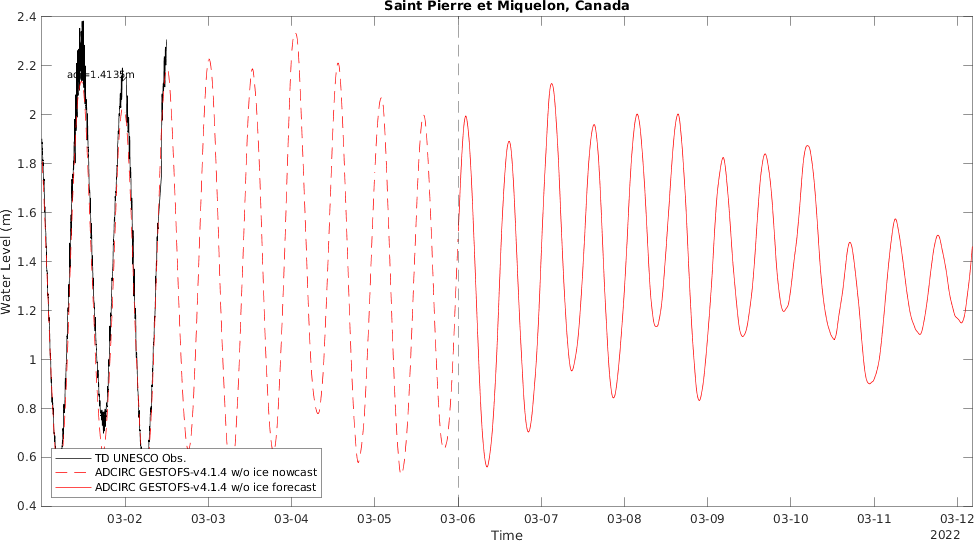 Saint Pierre et Miquelon, Canada
2.4
2.2
2
1.8
1.6
1.4
1.2
1
0.8
0.6
0.4
Water Level (m)
TD UNESCO Obs.
ADCIRC GESTOFS-v4.1.4 w/o ice nowcast
ADCIRC GESTOFS-v4.1.4 w/o ice forecast
03-02 03-03 03-04 03-05 03-06 03-07 03-08 03-09 03-10 03-11 03-12
Time
2022